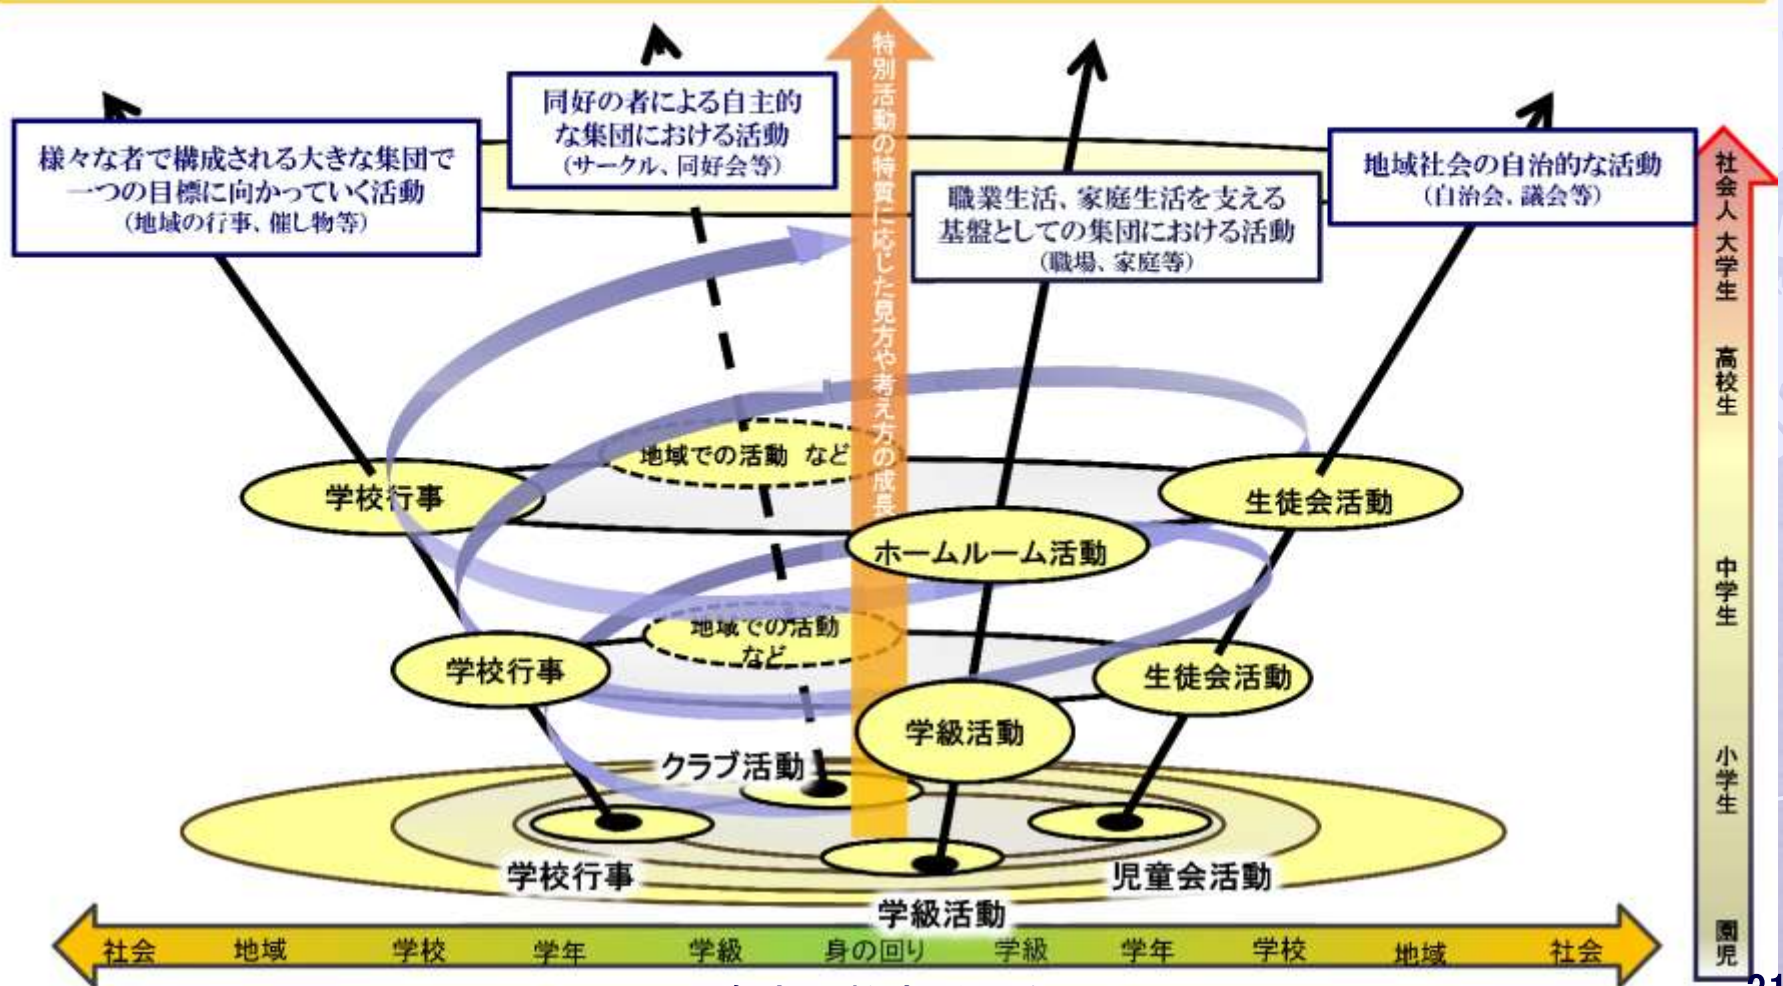 特別活動の特質に応じた見方や考え方の成長
同好の者による自主的
な集団における活動
(サークル、同好会等)
様々な者で構成される大きな集団で
一つの目標に向かっていく活動
(地域の行事、催し物等)
職業生活、家庭生活を支える
基盤としての集団における活動
(職場、家庭等)
地域社会の自治的な活動
(自治会、議会等)
社会人
大学生
高校生
中学生
小学生
園児
地域での活動 など
学校行事
生徒会活動
ホームルーム活動
地域での活動
など
学校行事
生徒会活動
学級活動
クラブ活動
学校行事
児童会活動
学級活動
社会 地域 学校 学年 学級 身の回り 学級 学年 学校 地域 社会